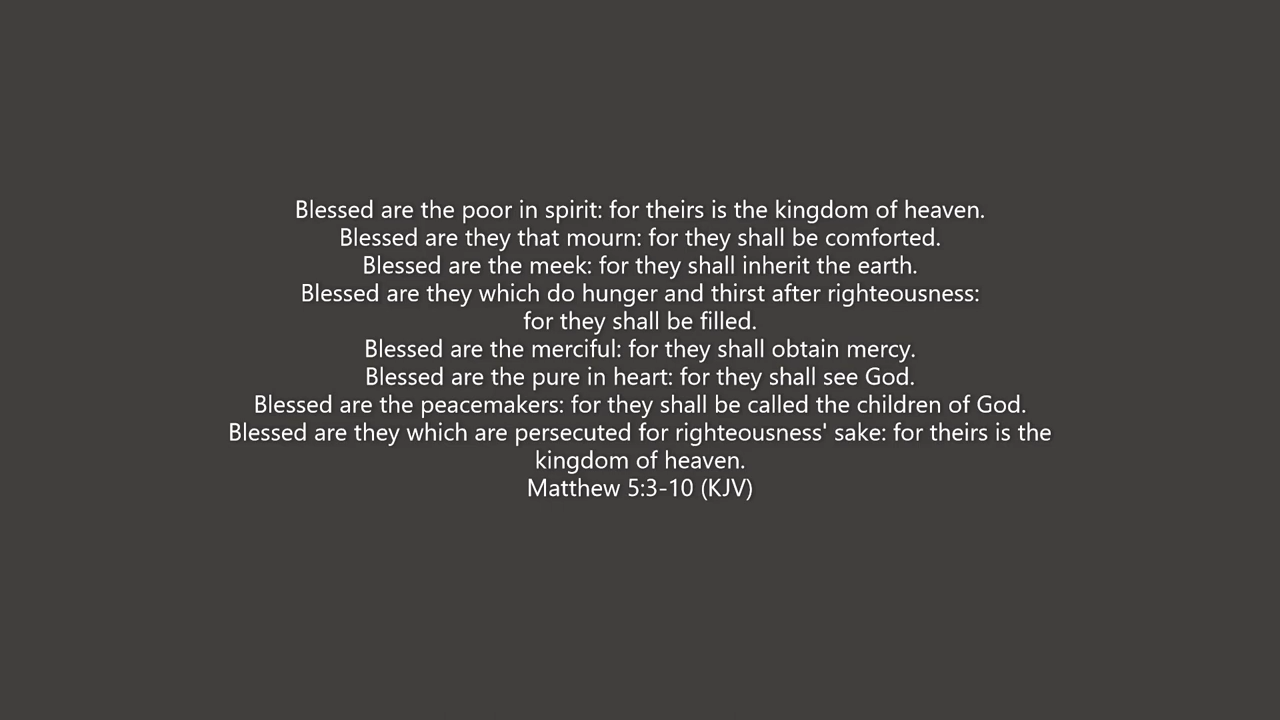 Blessed are the poor in spirit: for theirs is the kingdom of heaven.
Blessed are they that mourn: for they shall be comforted.
Blessed are the meek: for they shall inherit the earth.
Blessed are they which do hunger and thirst after righteousness:
for they shall be filled.
Blessed are the merciful: for they shall obtain mercy.
Blessed are the pure in heart: for they shall see God.
Blessed are the peacemakers: for they shall be called the children of God.
Blessed are they which are persecuted for righteousness' sake: for theirs is the
kingdom of heaven.
Matthew 5:3-10 (KJV)